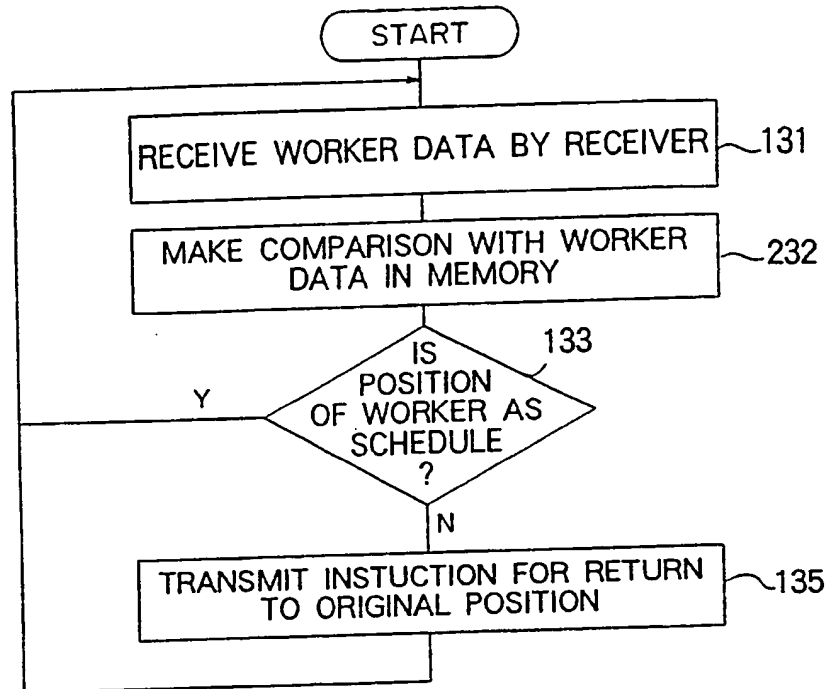 START
RECEIVE WORKER DATA BY RECEIVER
131
MAKE COMPARISON WITH WORKER
DATA IN MEMORY
232
133
IS
POSITION
OF WORKER AS
SCHEDULE
?
Y
N
TRANSMIT INSTUCTION FOR RETURN
TO ORIGINAL POSITION
135